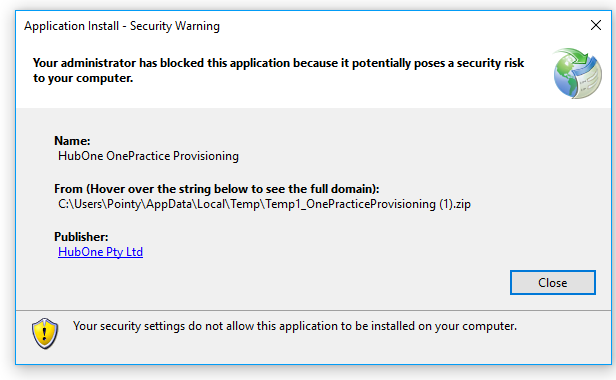 Application Install - Security Warning
Your administrator has blocked this application because it potentially poses a security risk
to your computer.
Name:
HubOne OnePractice Provisioning
From (Hover over the string below to see the full domain):
C:\Users\Pointy\AppData\Local\Temp\Temp1_OnePracticeProvisioning (1).zip
Publisher:
HubOne Pty Ltd
Close
Your security settings do not allow this application to be installed on your computer.